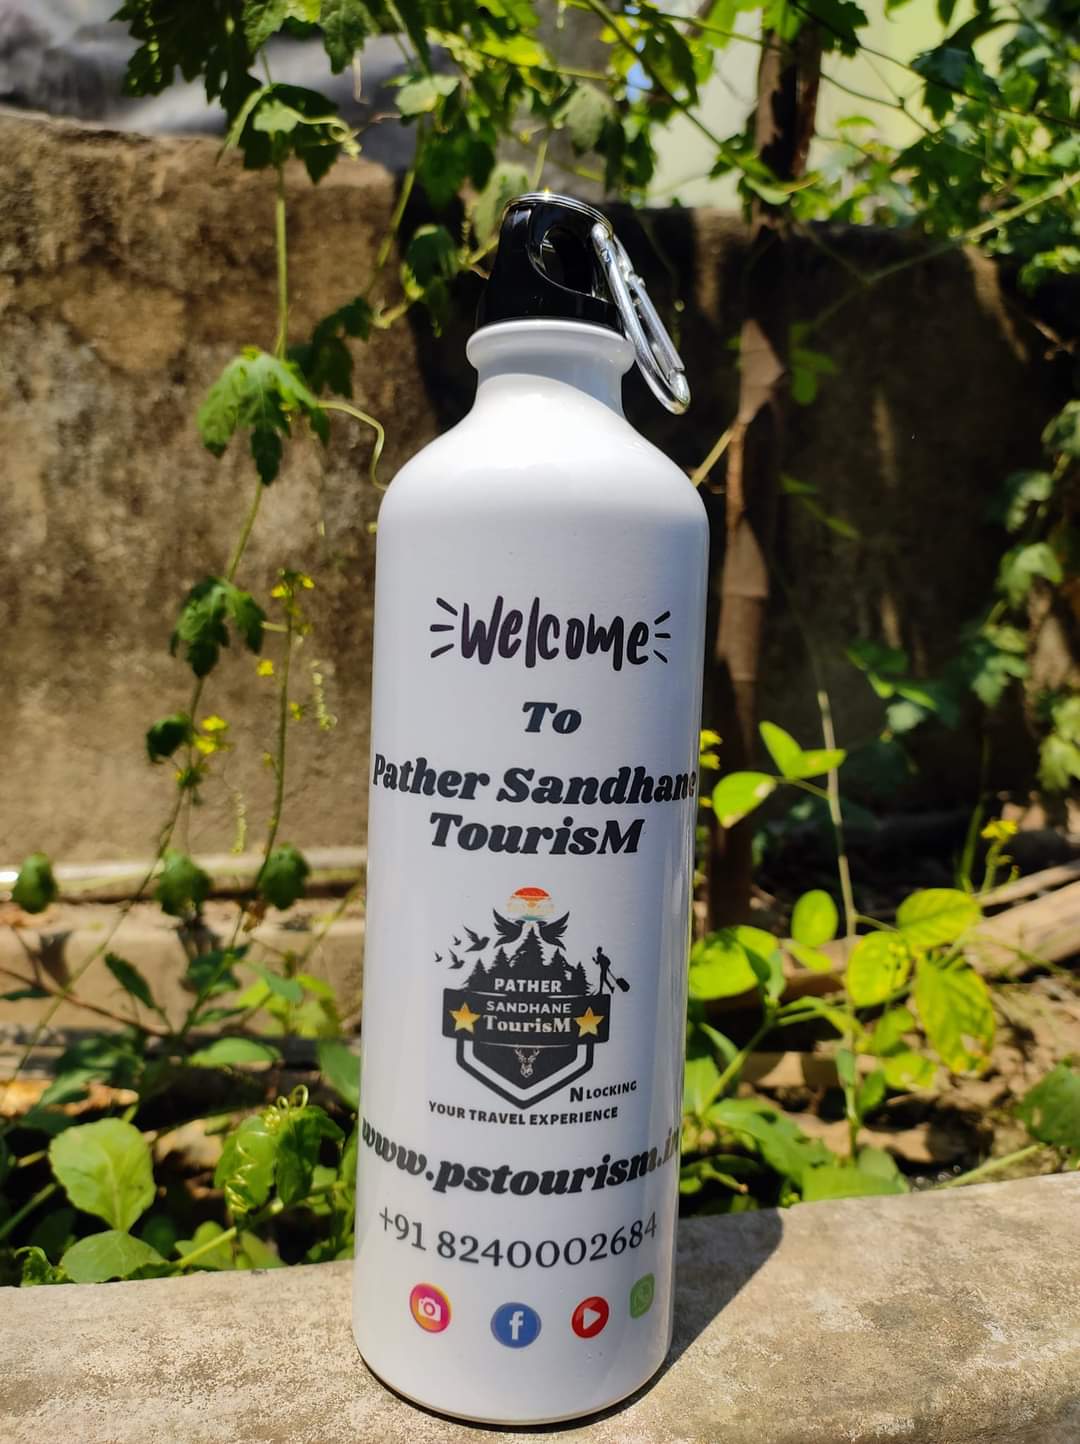 Welcome
To
Pather Sandhane
TourisM
PATHER
SANDHANE
TourisM
NLOCKING
YOUR TRAVEL EXPERIENCE
www.pstourism.in
+91 8240002684